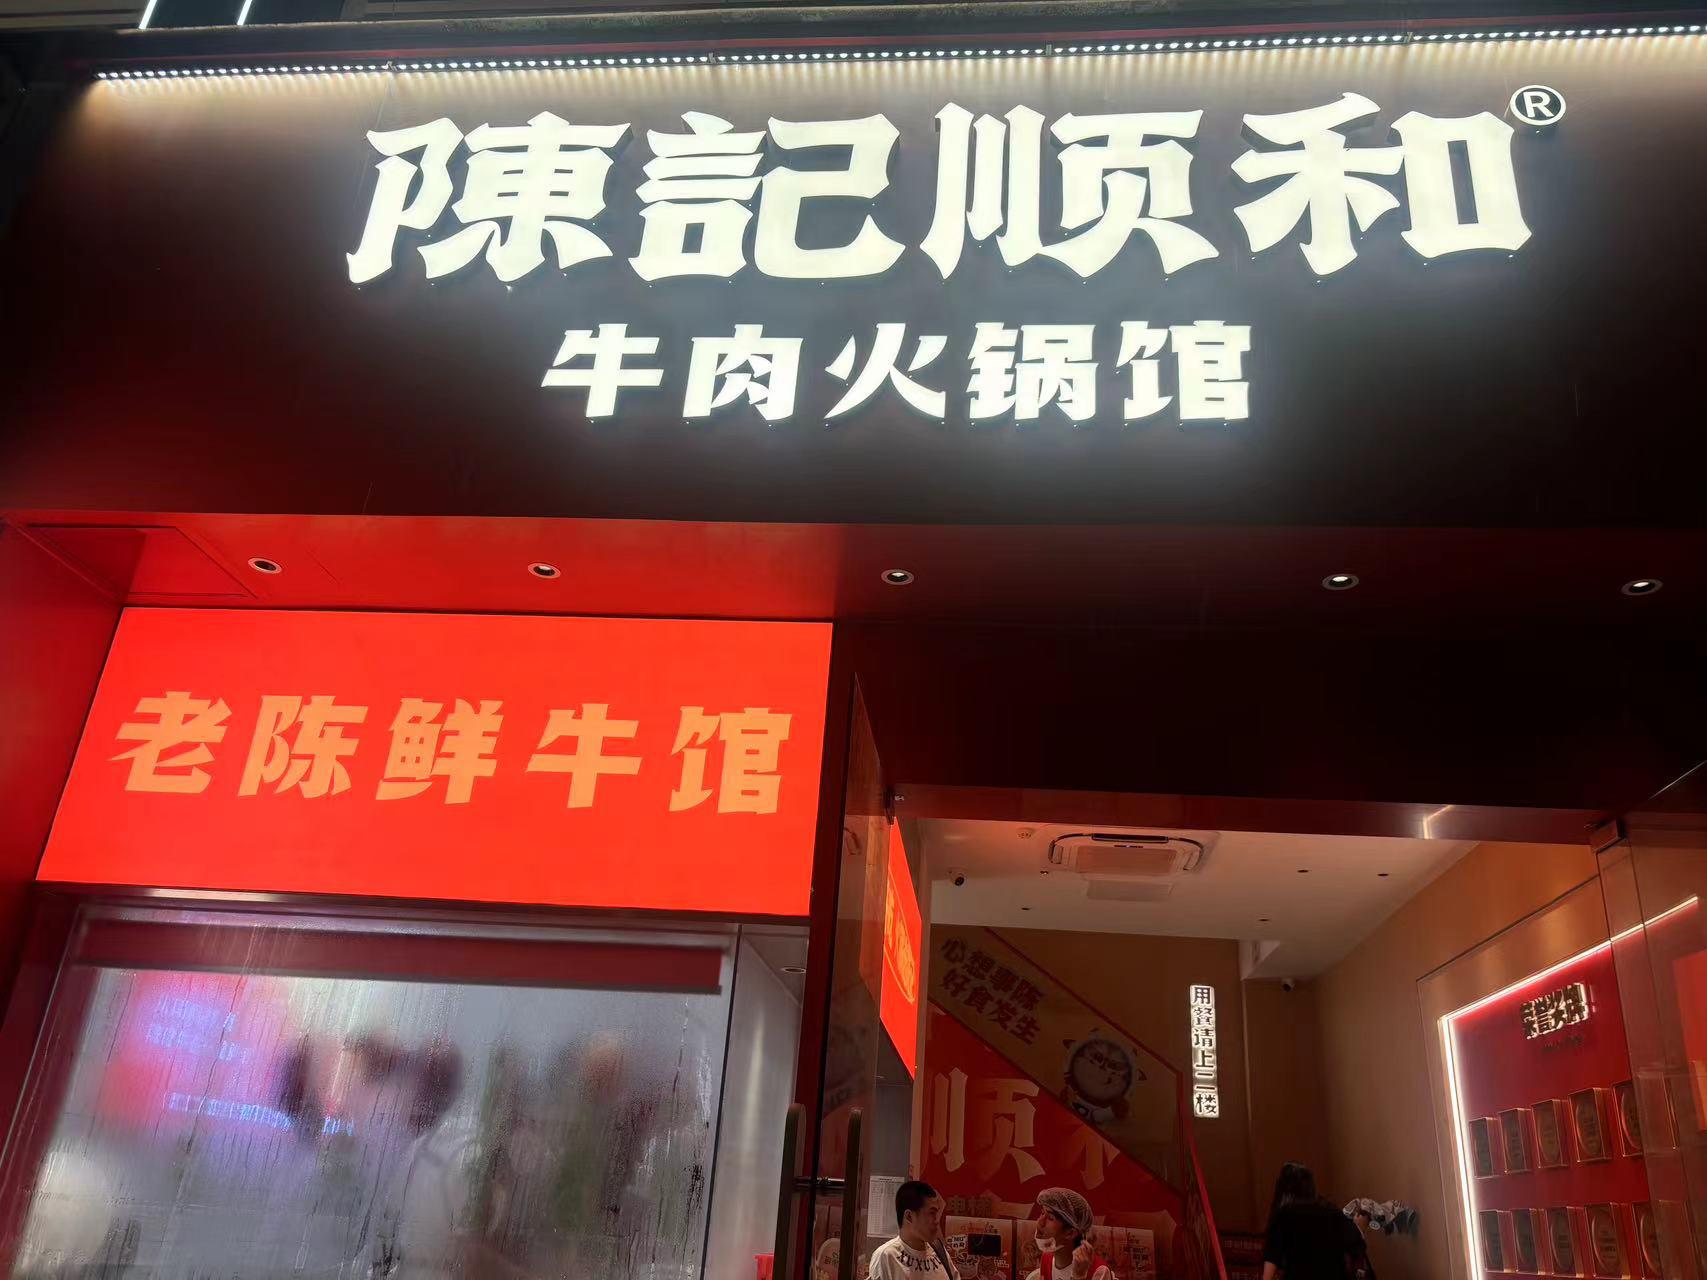 陳記顺和®
牛肉火锅馆
老陈鲜牛馆
心想事陈
好食发生
用餐请上二楼
顺和